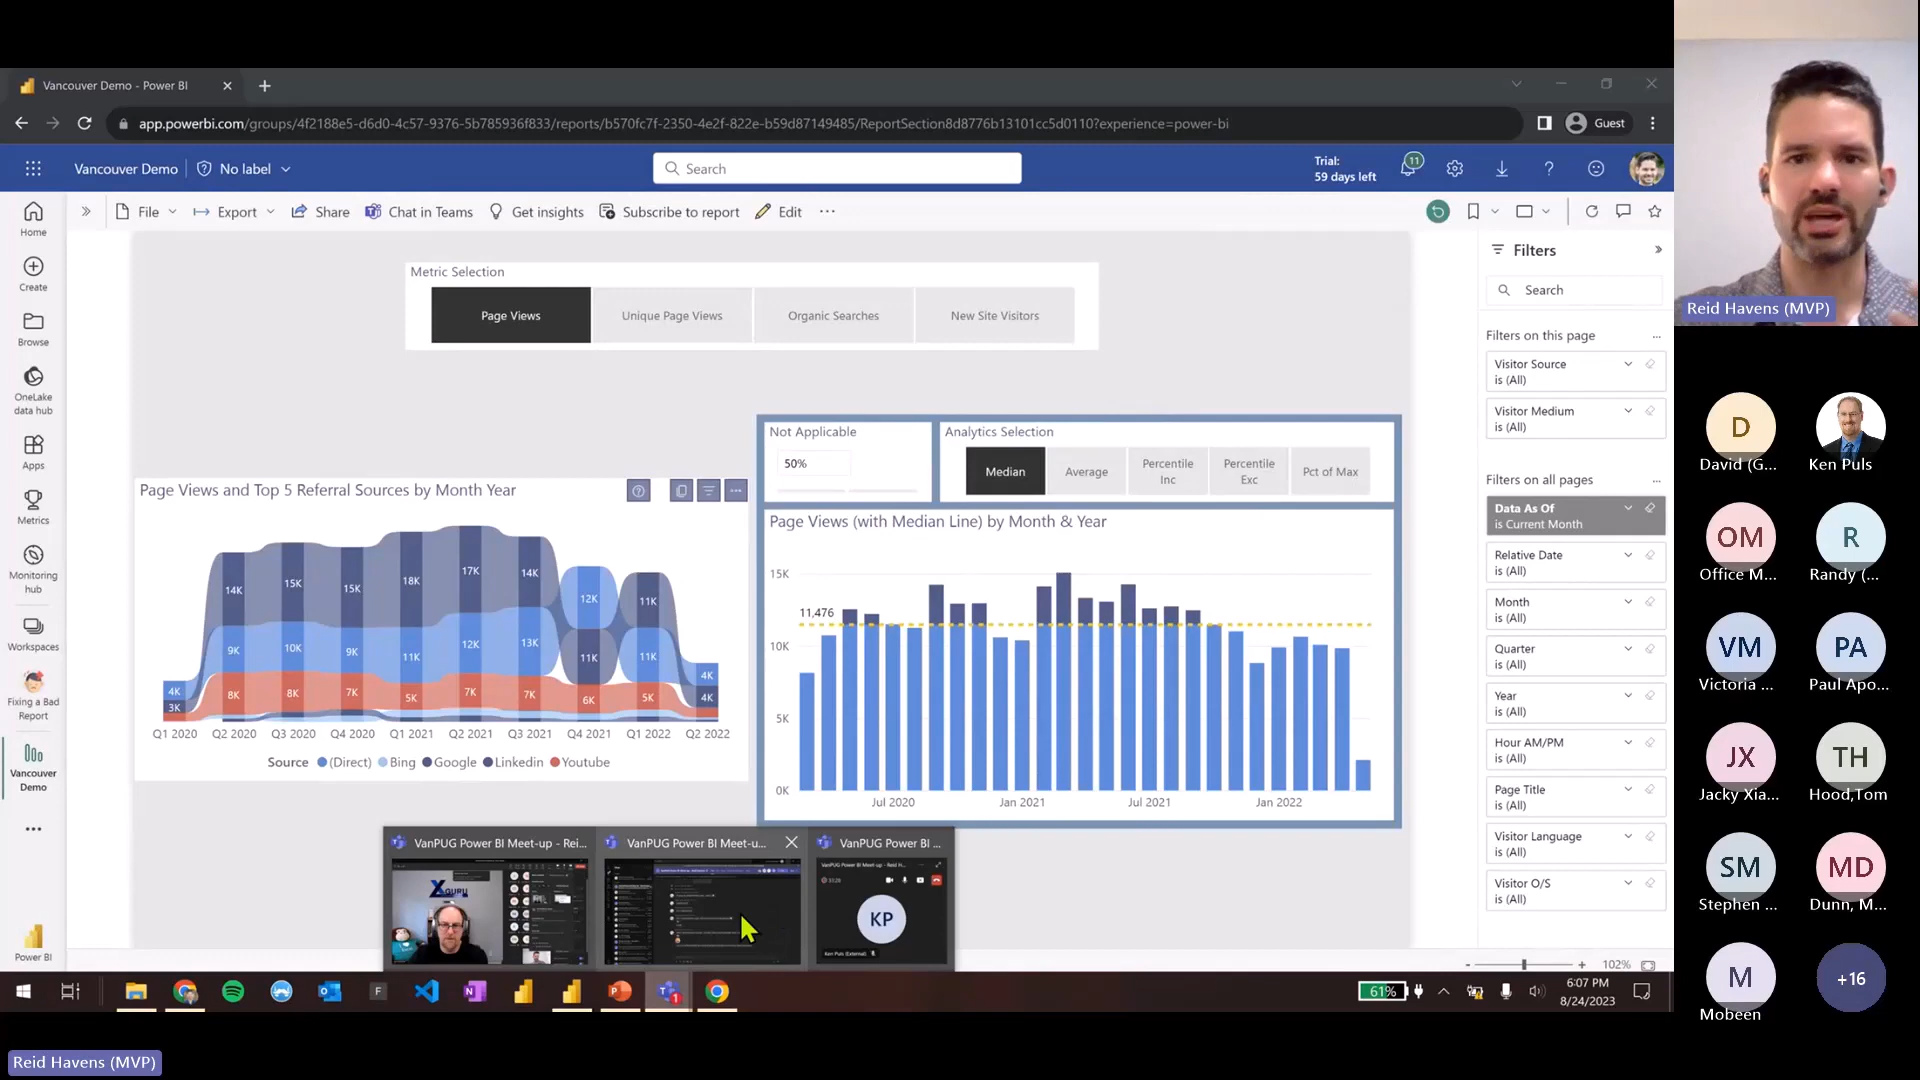 Vancouver Demo - Power BI
app.powerbi.com/groups/4f2188e5-d6d0-4c57-9376-5b785936f833/reports/b570fc7f-2350-4e2f-822e-b59d87149485/ReportSection8d8776b13101cc5d0110?experience=power-bi
Guest
Vancouver Demo
No label
Search
Trial:
59 days left
11
File
Export
Share
Chat in Teams
Get insights
Subscribe to report
Edit
Home
Create
Browse
OneLake
data hub
Apps
Metrics
Monitoring
hub
Workspaces
Fixing a Bad
Report
Vancouver
Demo
Power BI
Metric Selection
Page Views
Unique Page Views
Organic Searches
New Site Visitors
Not Applicable
50%
Analytics Selection
Median
Average
Percentile
Inc
Percentile
Exc
Pct of Max
Page Views and Top 5 Referral Sources by Month Year
14K 15K 15K 18K 17K 14K 12K 11K
9K 10K 9K 11K 12K 13K 11K 11K 4K
4K 8K 8K 7K 5K 7K 7K 6K 5K 4K
3K
Q1 2020 Q2 2020 Q3 2020 Q4 2020 Q1 2021 Q2 2021 Q3 2021 Q4 2021 Q1 2022 Q2 2022
Source (Direct) Bing Google Linkedin Youtube
Page Views (with Median Line) by Month & Year
15K
11,476
10K
5K
0K
Jul 2020 Jan 2021 Jul 2021 Jan 2022
Filters
Search
Filters on this page
Visitor Source
is (All)
Visitor Medium
is (All)
Filters on all pages
Data As Of
is Current Month
Relative Date
is (All)
Month
is (All)
Quarter
is (All)
Year
is (All)
Hour AM/PM
is (All)
Page Title
is (All)
Visitor Language
is (All)
Visitor O/S
is (All)
102%
VanPUG Power BI Meet-up - Rei...
VanPUG Power BI Meet-u...
VanPUG Power BI ...
KP
61%
6:07 PM
8/24/2023
Reid Havens (MVP)
D
David (G...
Ken Puls
OM
Office M...
R
Randy (...
VM
Victoria ...
PA
Paul Apo...
JX
Jacky Xia...
TH
Hood,Tom
SM
Stephen ...
MD
Dunn, M...
M
Mobeen
+16
Reid Havens (MVP)